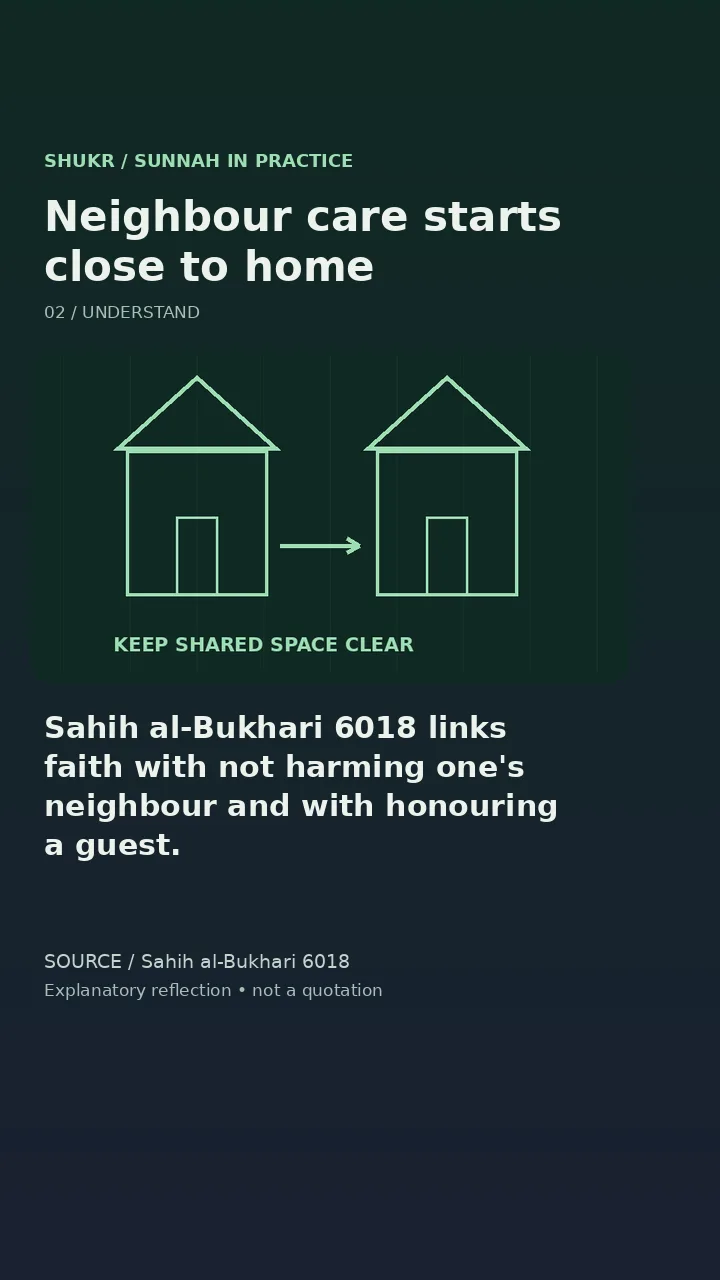 SHUKR / SUNNAH IN PRACTICE
Neighbour care starts
close to home
02 / UNDERSTAND
KEEP SHARED SPACE CLEAR
Sahih al-Bukhari 6018 links
faith with not harming one's
neighbour and with honouring
a guest.
SOURCE / Sahih al-Bukhari 6018
Explanatory reflection • not a quotation